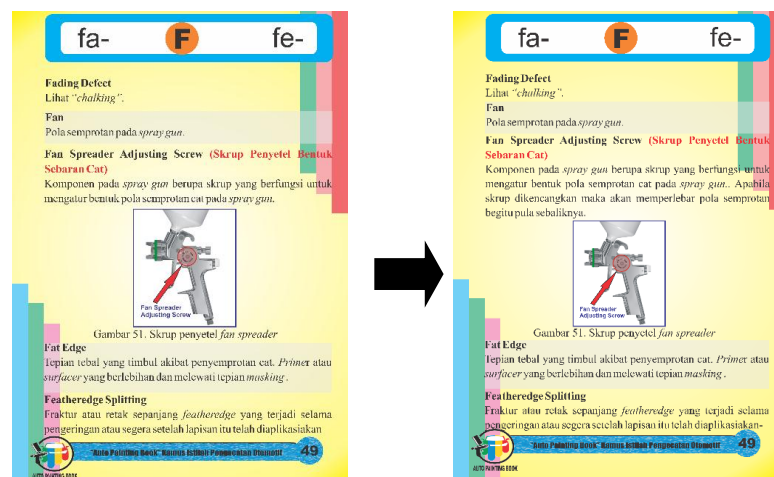 fa- F fe-
Fading Defect
Lihat "chalking".
Fan
Pola semprotan pada spray gun.
Fan Spreader Adjusting Screw (Skrup Penyetel Bentuk
Sebaran Cat)
Komponen pada spray gun berupa skrup yang berfungsi untuk
mengatur bentuk pola semprotan cat pada spray gun.
Fan Spreader
Adjusting Screw
Gambar 51. Skrup penyetel fan spreader
Fat Edge
Tepian tebal yang timbul akibat penyemprotan cat. Primer atau
surfacer yang berlebihan dan melewati tepian masking .
Featheredge Splitting
Fraktur atau retak sepanjang featheredge yang terjadi selama
pengeringan atau segera setelah lapisan itu telah diaplikasiakan
"Auto Painting Book" Kamus Istilah Pengecatan Otomotif 49
AUTO PAINTING BOOK
fa- F fe-
Fading Defect
Lihat "chalking".
Fan
Pola semprotan pada spray gun.
Fan Spreader Adjusting Screw (Skrup Penyetel Bentuk
Sebaran Cat)
Komponen pada spray gun berupa skrup yang berfungsi untuk
mengatur bentuk pola semprotan cat pada spray gun.. Apabila
skrup dikencangkan maka akan memperlebar pola semprotan
begitu pula sebaliknya.
Fan Spreader
Adjusting Screw
Gambar 51. Skrup penyetel fan spreader
Fat Edge
Tepian tebal yang timbul akibat penyemprotan cat. Primer atau
surfacer yang berlebihan dan melewati tepian masking .
Featheredge Splitting
Fraktur atau retak sepanjang featheredge yang terjadi selama
pengeringan atau segera setelah lapisan itu telah diaplikasiakan-
"Auto Painting Book" Kamus Istilah Pengecatan Otomotif 49
AUTO PAINTING BOOK